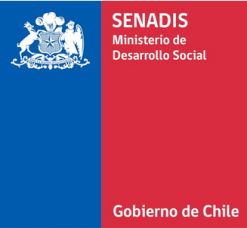 SENADIS
Ministerio de
Desarrollo Social
Gobierno de Chile